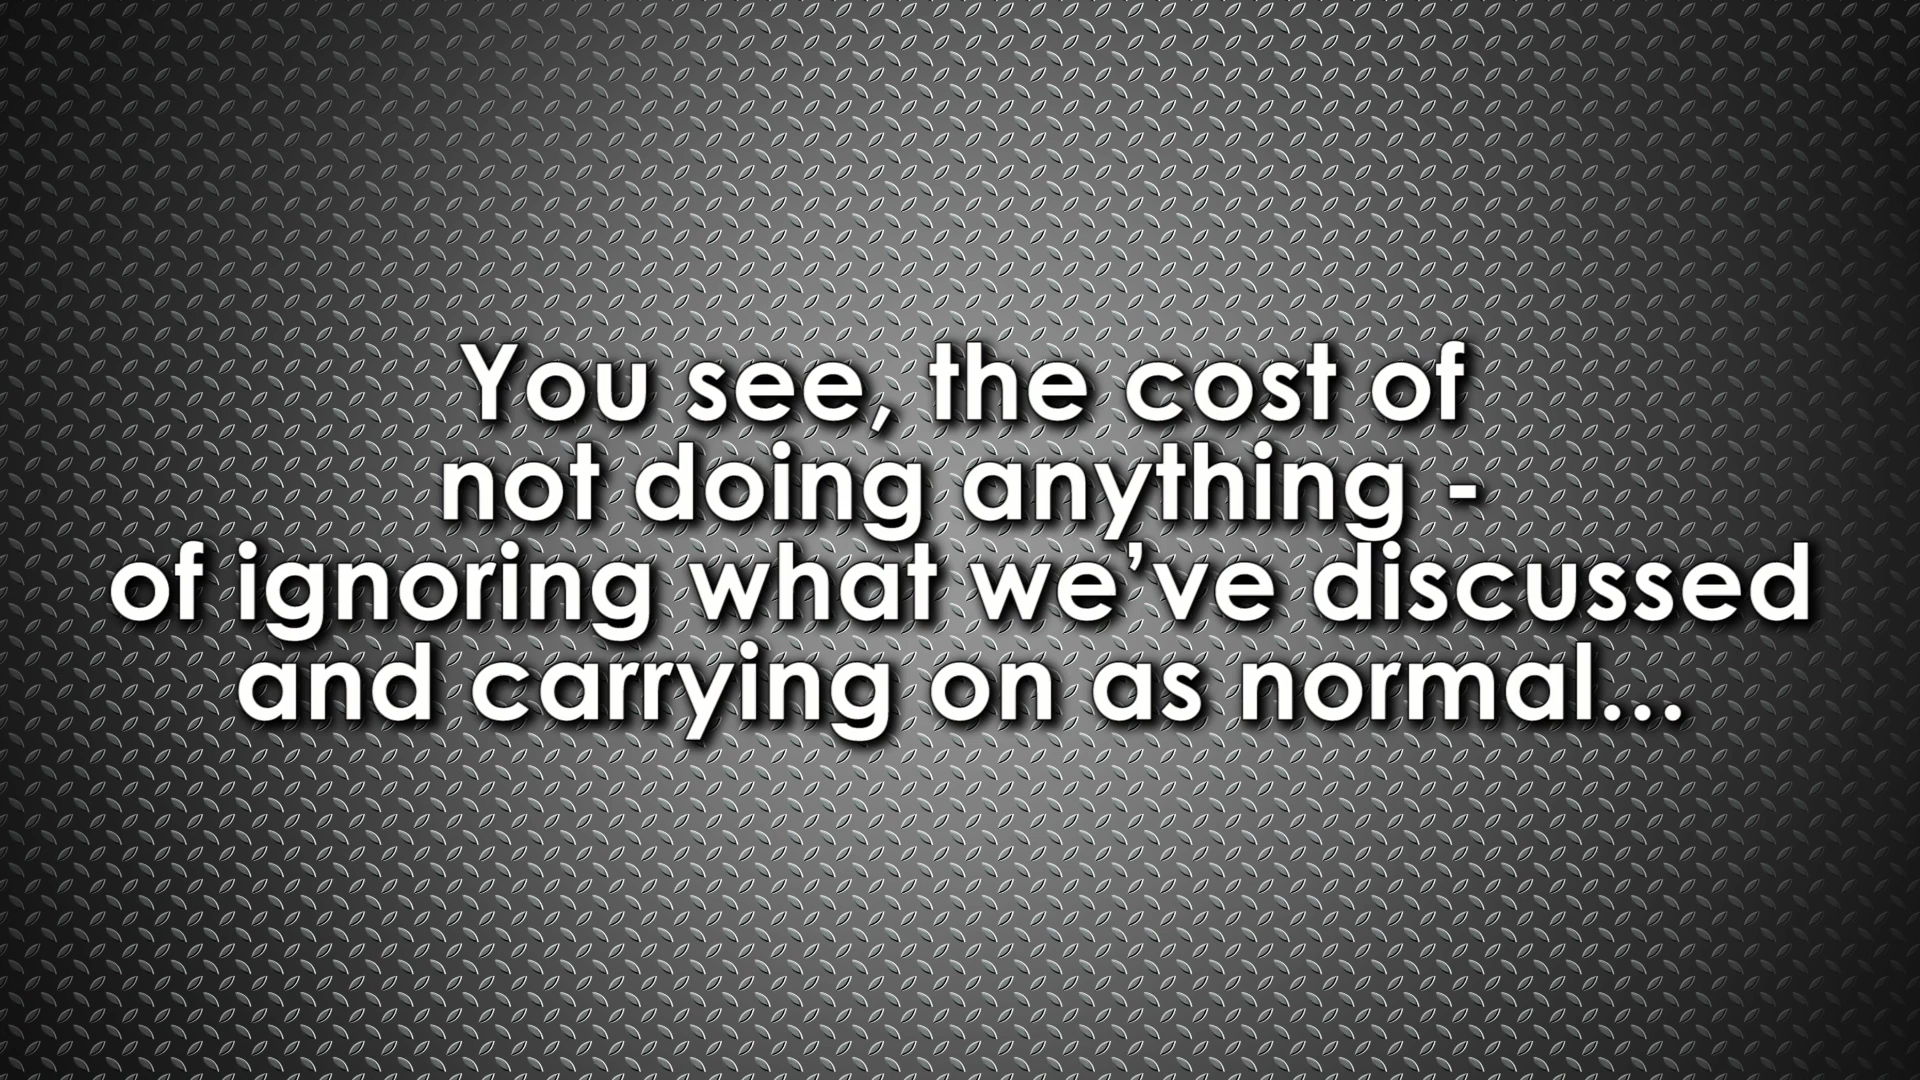 You see, the cost of
not doing anything -
of ignoring what we’ve discussed
and carrying on as normal...